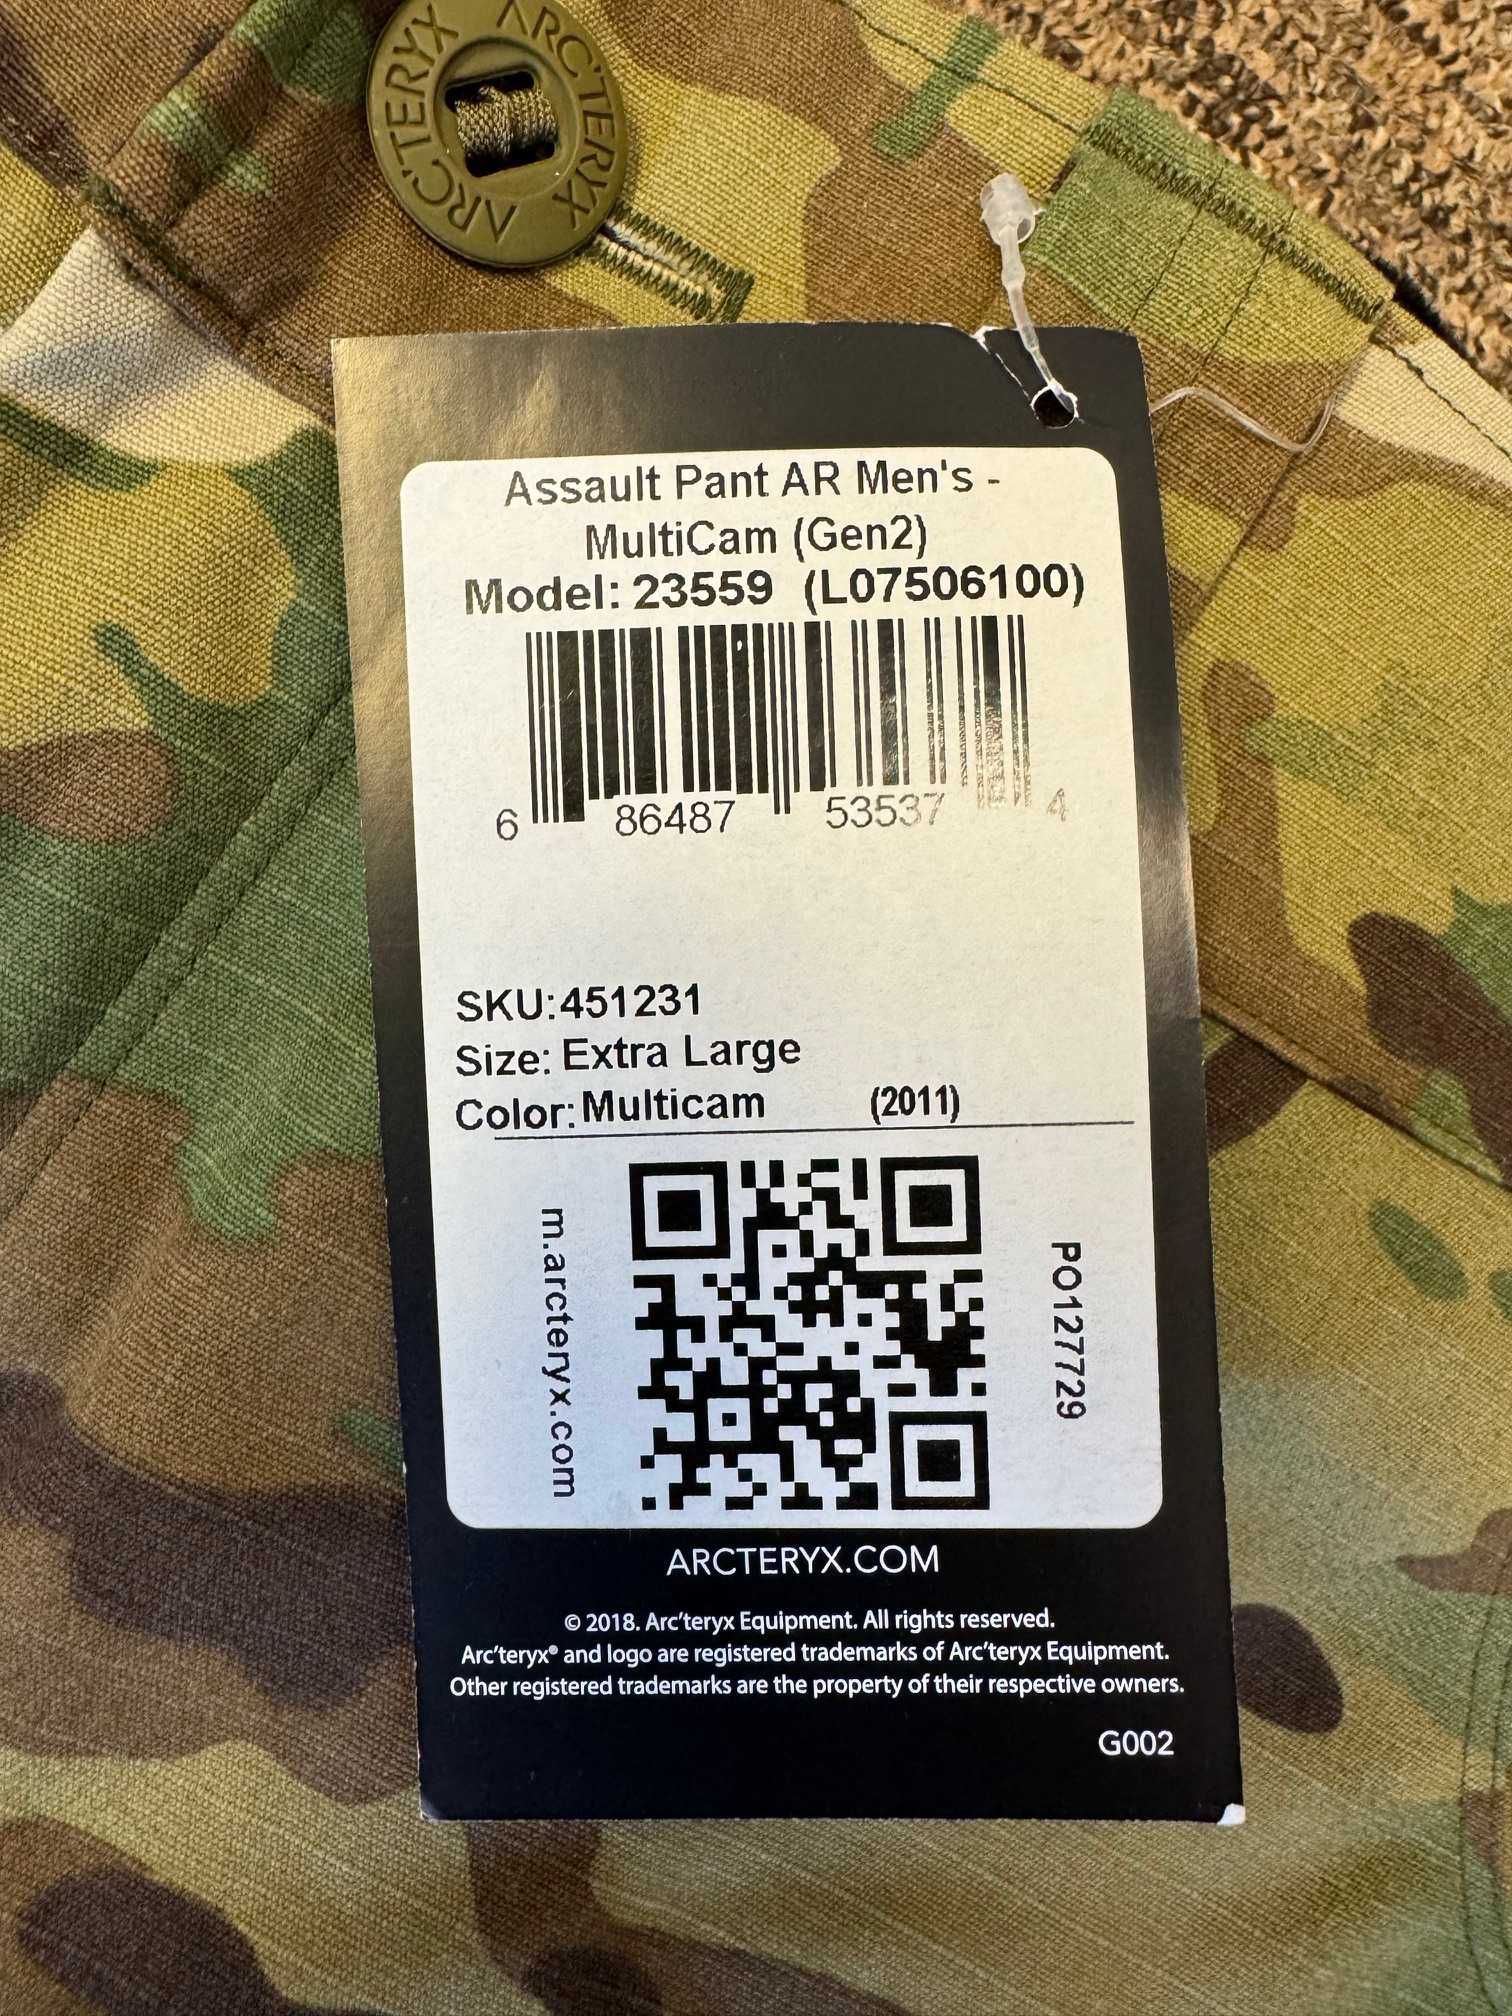 ARC'TERYX ARC'TERYX
Assault Pant AR Men's -
MultiCam (Gen2)
Model: 23559 (L07506100)
6 86487 53537 4
SKU:451231
Size: Extra Large
Color: Multicam (2011)
m.arcteryx.com
PO127729
ARCTERYX.COM
© 2018. Arc'teryx Equipment. All rights reserved.
Arc'teryx® and logo are registered trademarks of Arc'teryx Equipment.
Other registered trademarks are the property of their respective owners.
G002